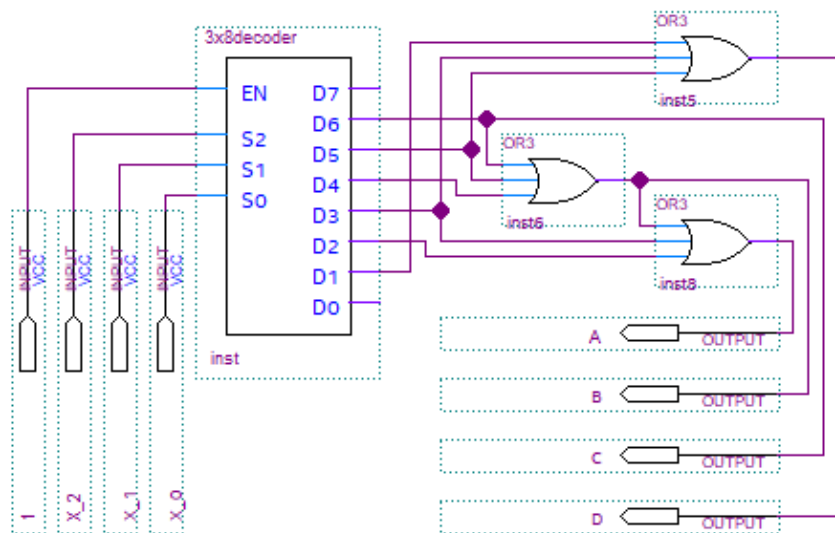 3x8decoder
EN
S2
S1
S0
D7
D6
D5
D4
D3
D2
D1
D0
inst
OR3
inst5
OR3
inst6
OR3
inst8
INPUT
VCC
INPUT
VCC
INPUT
VCC
INPUT
VCC
1
X_2
X_1
X_0
A OUTPUT
B OUTPUT
C OUTPUT
D OUTPUT